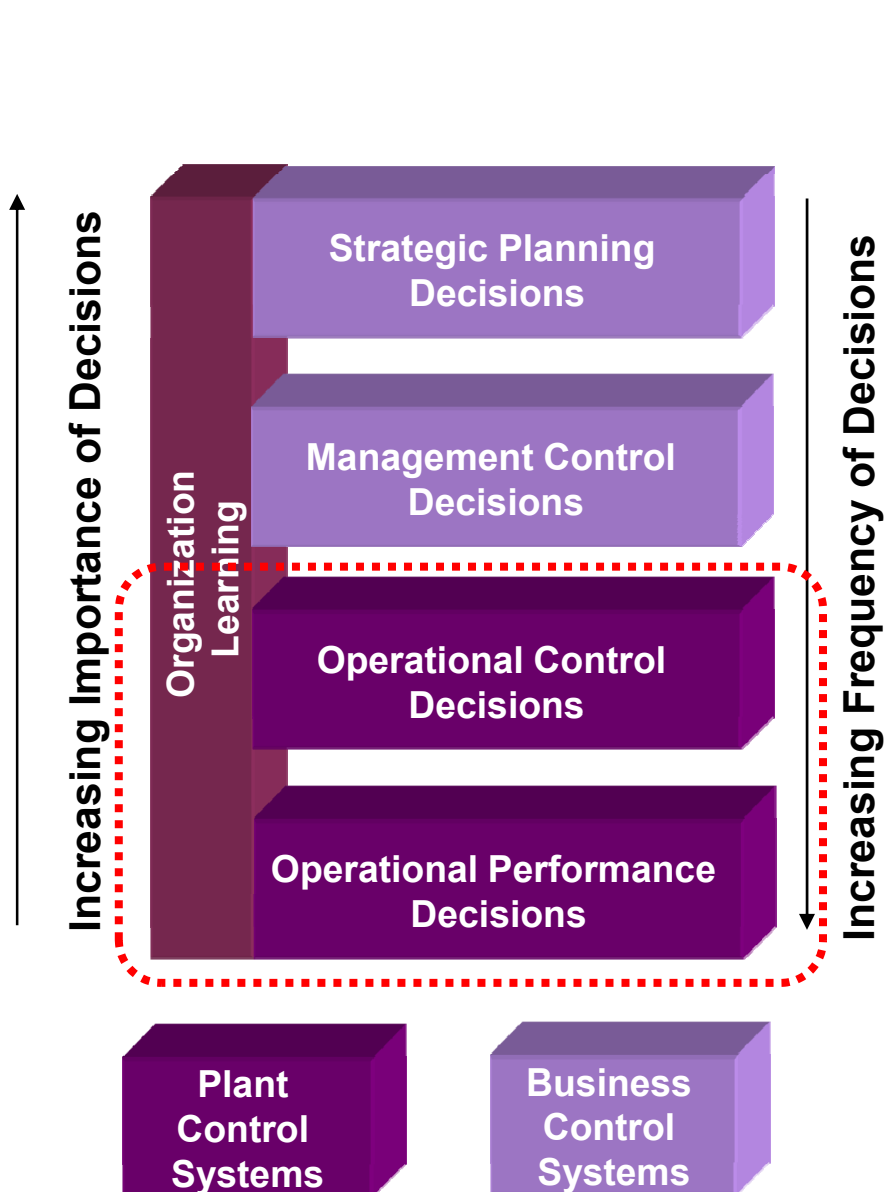 Increasing Importance of Decisions
Organization
Learning
Strategic Planning
Decisions
Management Control
Decisions
Operational Control
Decisions
Operational Performance
Decisions
Increasing Frequency of Decisions
Plant
Control
Systems
Business
Control
Systems